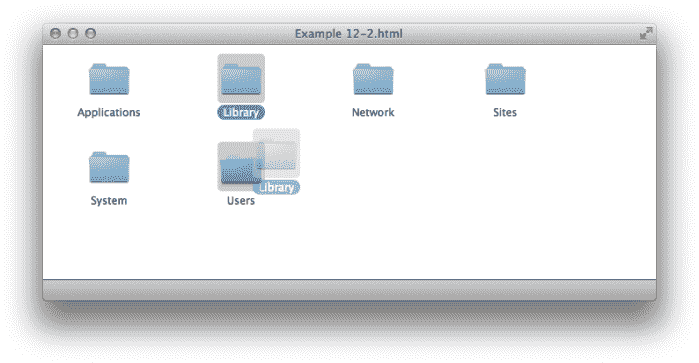 Example 12-2.html
Applications
Library
Network
Sites
System
Users
Library